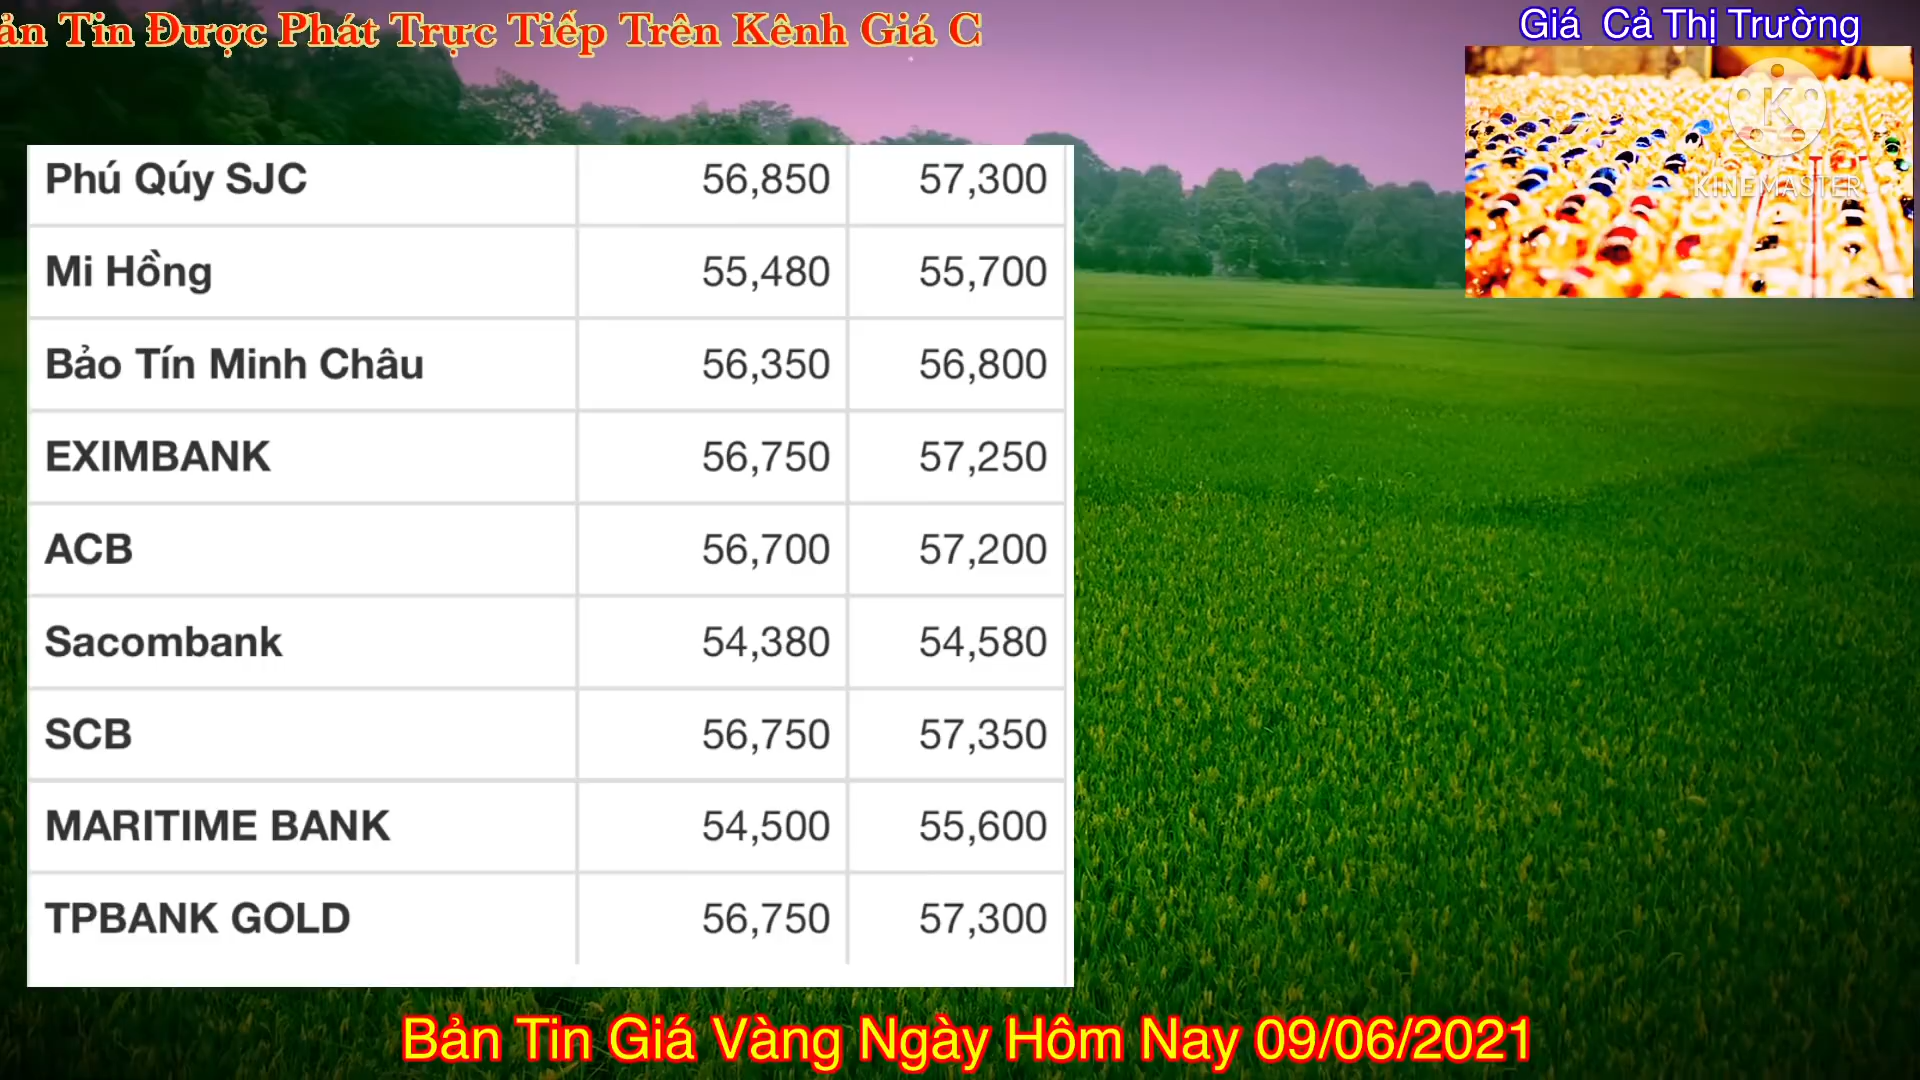 ản Tin Được Phát Trực Tiếp Trên Kênh Giá C
Giá Cả Thị Trường
KINEMASTER
Phú Qúy SJC 56,850 57,300
Mi Hồng 55,480 55,700
Bảo Tín Minh Châu 56,350 56,800
EXIMBANK 56,750 57,250
ACB 56,700 57,200
Sacombank 54,380 54,580
SCB 56,750 57,350
MARITIME BANK 54,500 55,600
TPBANK GOLD 56,750 57,300
Bản Tin Giá Vàng Ngày Hôm Nay 09/06/2021